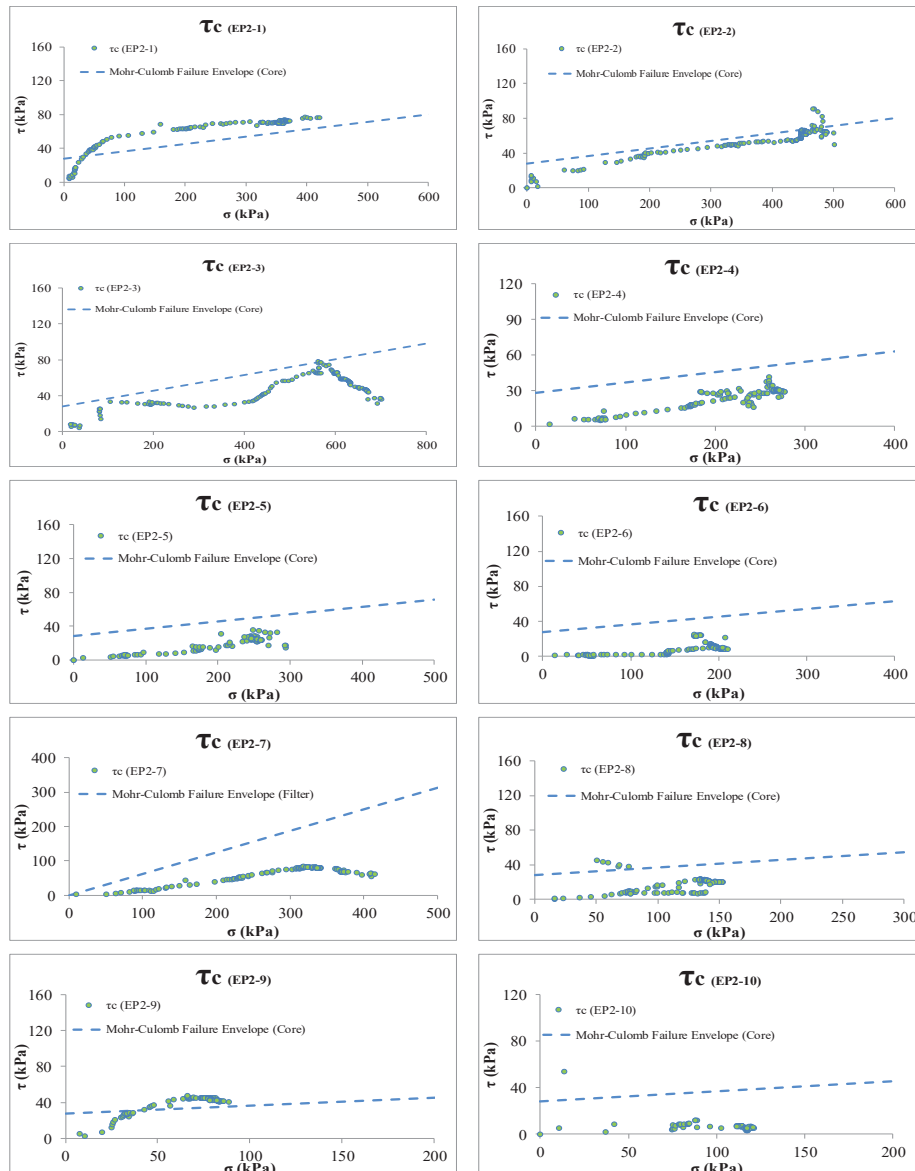 τc (EP2-1)
160
τc (EP2-1)
120
Mohr-Culomb Failure Envelope (Core)
τ (kPa)
80
40
0
0 100 200 300 400 500 600
σ (kPa)
τc (EP2-2)
160
τc (EP2-2)
120
Mohr-Culomb Failure Envelope (Core)
τ (kPa)
80
40
0
0 100 200 300 400 500 600
σ (kPa)
τc (EP2-3)
160
τc (EP2-3)
120
Mohr-Culomb Failure Envelope (Core)
τ (kPa)
80
40
0
0 200 400 600 800
σ (kPa)
τc (EP2-4)
120
τc (EP2-4)
90
Mohr-Culomb Failure Envelope (Core)
τ (kPa)
60
30
0
0 100 200 300 400
σ (kPa)
τc (EP2-5)
160
τc (EP2-5)
120
Mohr-Culomb Failure Envelope (Core)
τ (kPa)
80
40
0
0 100 200 300 400 500
σ (kPa)
τc (EP2-6)
160
τc (EP2-6)
120
Mohr-Culomb Failure Envelope (Core)
τ (kPa)
80
40
0
0 100 200 300 400
σ (kPa)
τc (EP2-7)
400
τc (EP2-7)
300
Mohr-Culomb Failure Envelope (Filter)
τ (kPa)
200
100
0
0 100 200 300 400 500
σ (kPa)
τc (EP2-8)
160
τc (EP2-8)
120
Mohr-Culomb Failure Envelope (Core)
τ (kPa)
80
40
0
0 50 100 150 200 250 300
σ (kPa)
τc (EP2-9)
160
τc (EP2-9)
120
Mohr-Culomb Failure Envelope (Core)
τ (kPa)
80
40
0
0 50 100 150 200
σ (kPa)
τc (EP2-10)
120
τc (EP2-10)
Mohr-Culomb Failure Envelope (Core)
τ (kPa)
80
40
0
0 50 100 150 200
σ (kPa)